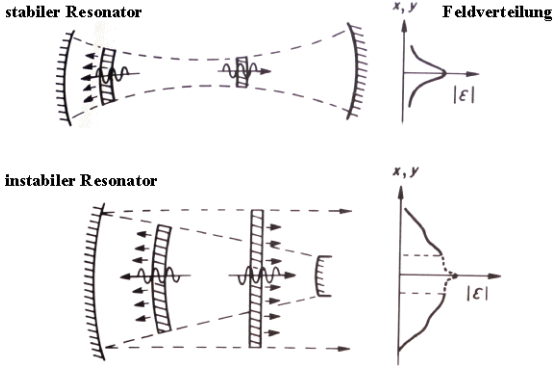 stabiler Resonator
Feldverteilung
x, y
|ε|
instabiler Resonator
x, y
|ε|